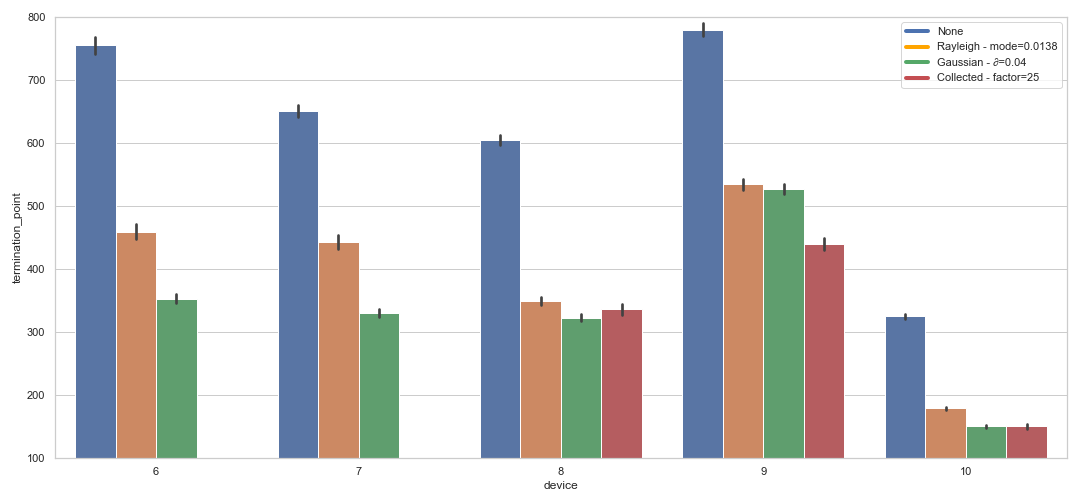 800
700
600
500
400
300
200
100
termination_point
6
7
8
9
10
device
None
Rayleigh - mode=0.0138
Gaussian - ∂=0.04
Collected - factor=25